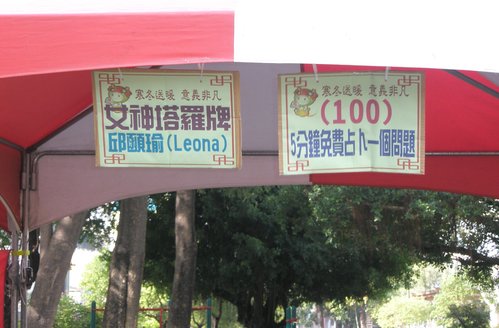 寒冬送暖 意義非凡
女神塔羅牌
邱顯瑜(Leona)
寒冬送暖 意義非凡
(100)
5分鐘免費占卜一個問題